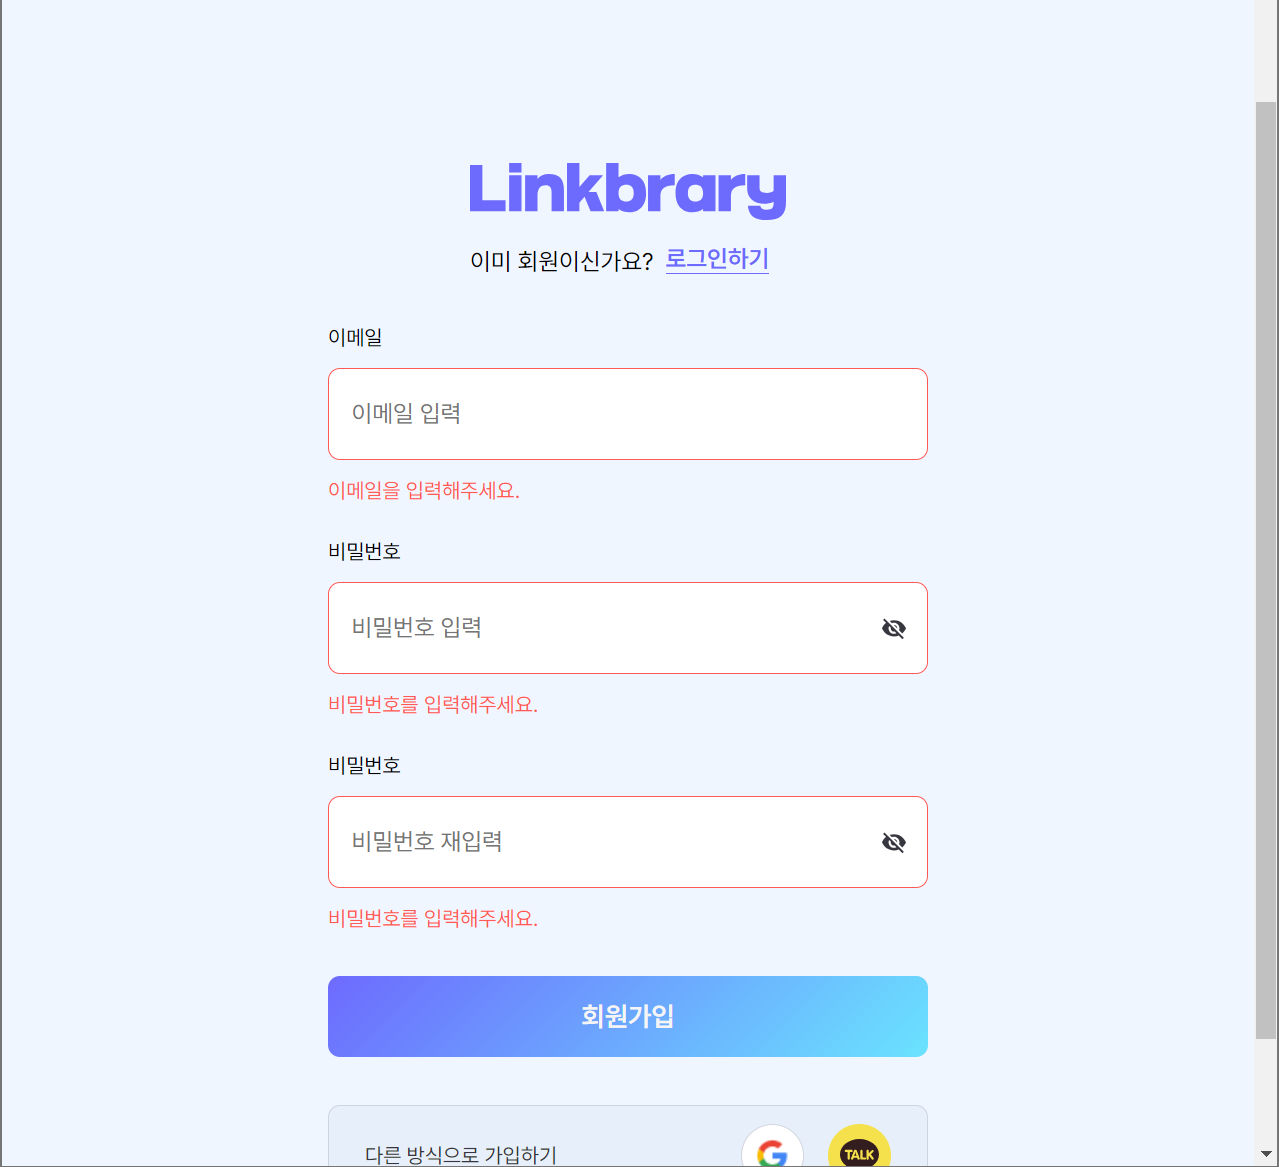 Linkbrary
이미 회원이신가요? 로그인하기
이메일
이메일 입력
이메일을 입력해주세요.
비밀번호
비밀번호 입력
비밀번호를 입력해주세요.
비밀번호
비밀번호 재입력
비밀번호를 입력해주세요.
회원가입
다른 방식으로 가입하기
TALK